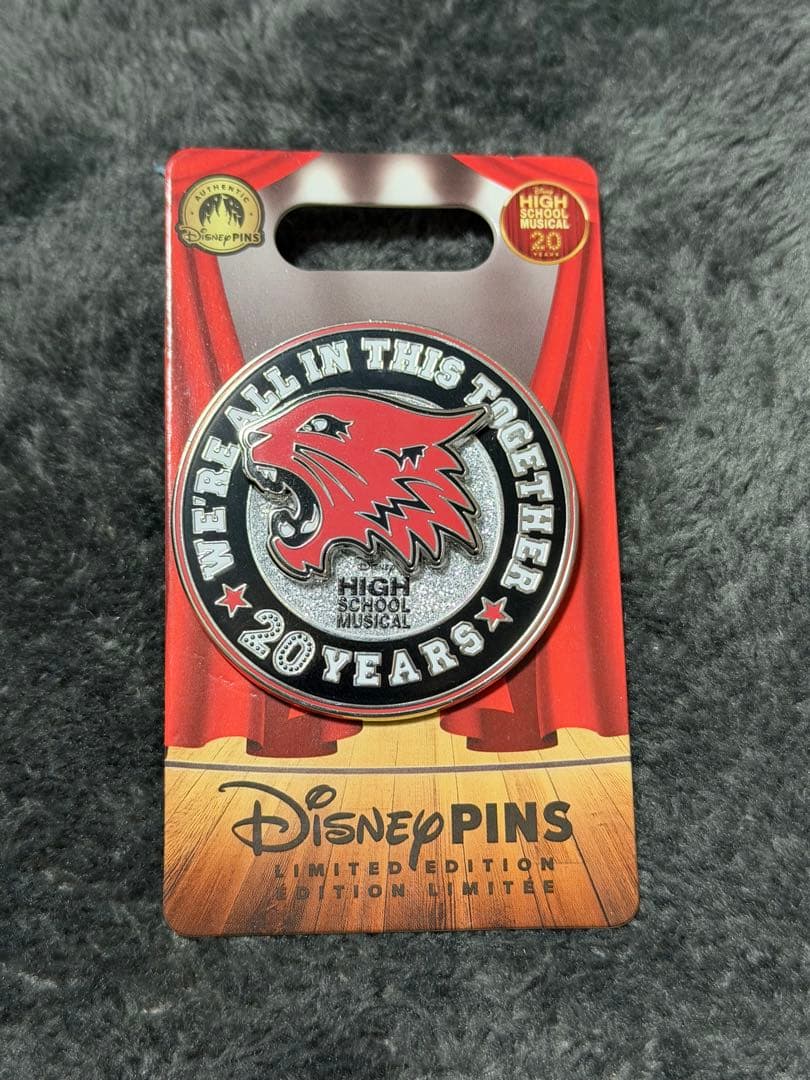 AUTHENTIC
Disney PINS
Disney
HIGH
SCHOOL
MUSICAL
20
YEARS
WE'RE ALL IN THIS TOGETHER
DISNEY
HIGH
SCHOOL
MUSICAL
20 YEARS
Disney PINS
LIMITED EDITION
ÉDITION LIMITÉE